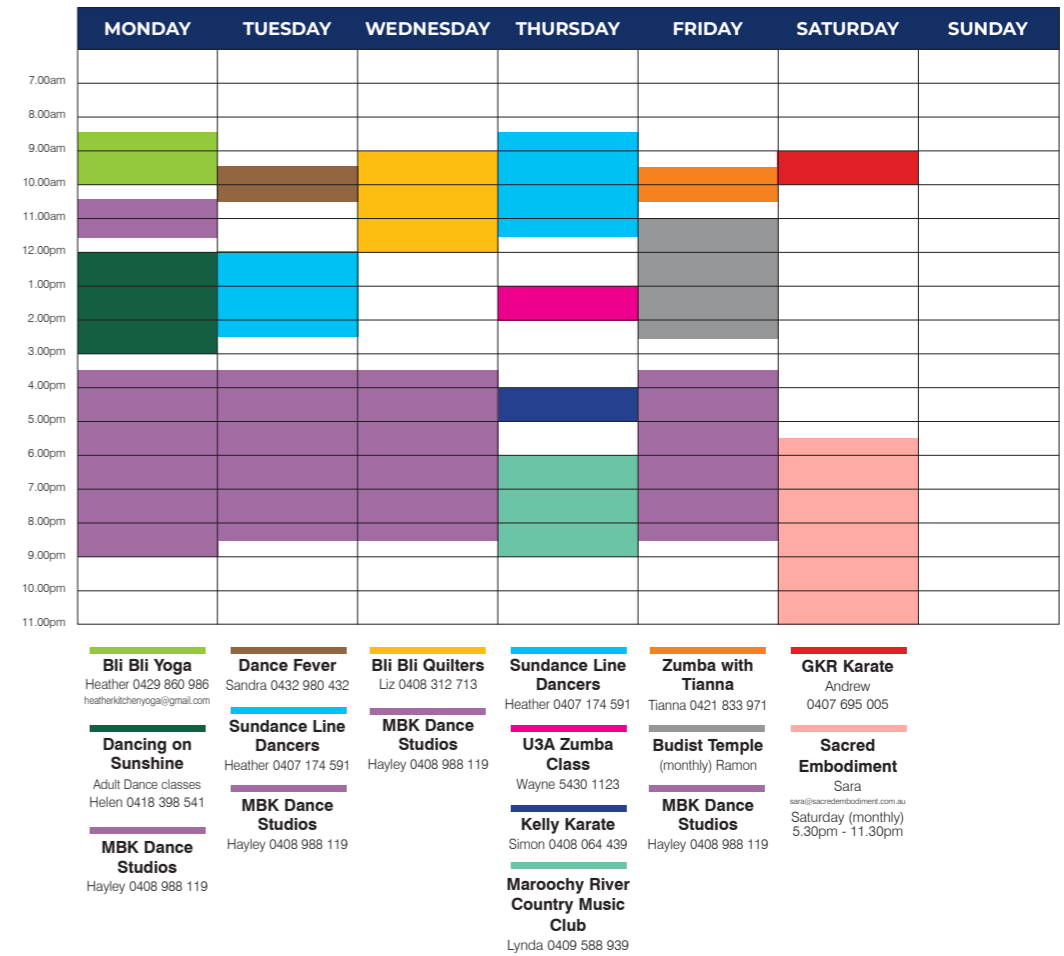 MONDAY TUESDAY WEDNESDAY THURSDAY FRIDAY SATURDAY SUNDAY
7.00am
8.00am
9.00am
10.00am
11.00am
12.00pm
1.00pm
2.00pm
3.00pm
4.00pm
5.00pm
6.00pm
7.00pm
8.00pm
9.00pm
10.00pm
11.00pm
Bli Bli Yoga
Heather 0429 860 986
heatherkitchenyoga@gmail.com
Dancing on
Sunshine
Adult Dance classes
Helen 0418 398 541
MBK Dance
Studios
Hayley 0408 988 119
Dance Fever
Sandra 0432 980 432
Sundance Line
Dancers
Heather 0407 174 591
MBK Dance
Studios
Hayley 0408 988 119
Bli Bli Quilters
Liz 0408 312 713
MBK Dance
Studios
Hayley 0408 988 119
Sundance Line
Dancers
Heather 0407 174 591
U3A Zumba
Class
Wayne 5430 1123
Kelly Karate
Simon 0408 064 439
Maroochy River
Country Music
Club
Lynda 0409 588 939
Zumba with
Tianna
Tianna 0421 833 971
Budist Temple
(monthly) Ramon
MBK Dance
Studios
Hayley 0408 988 119
GKR Karate
Andrew
0407 695 005
Sacred
Embodiment
Sara
sara@sacredembodiment.com.au
Saturday (monthly)
5.30pm - 11.30pm